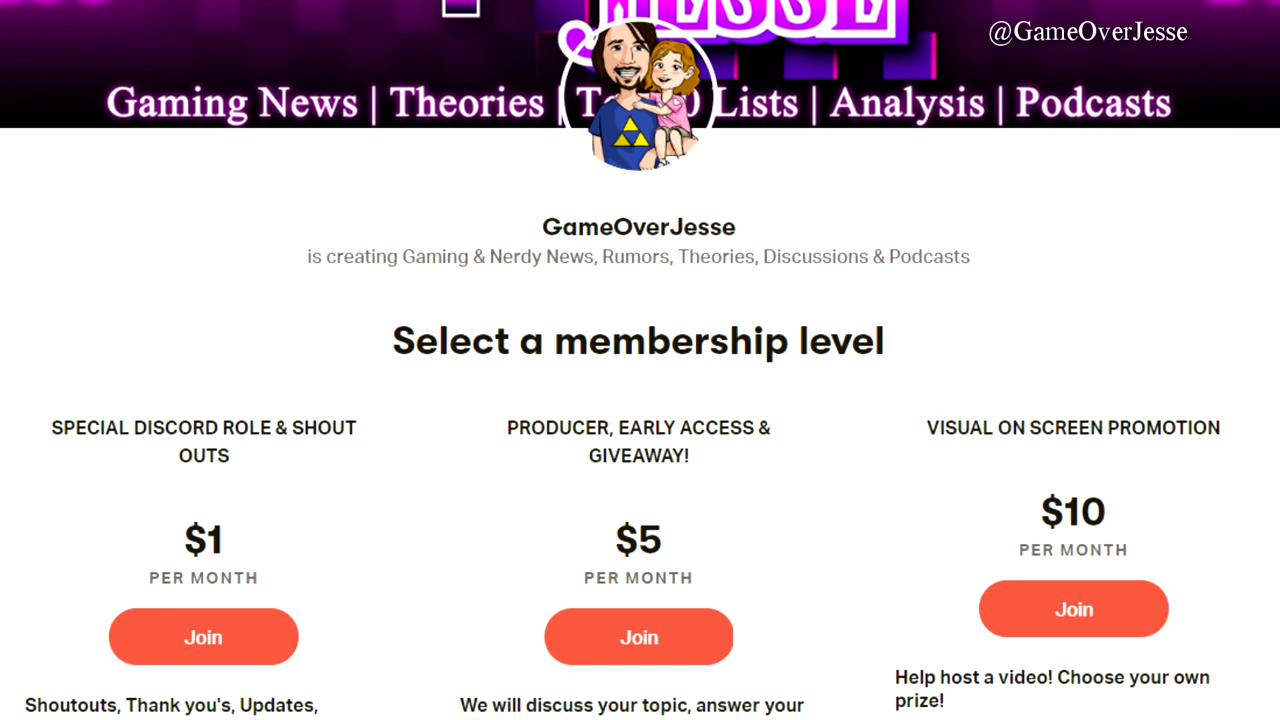 JESSE
@GameOverJesse
Gaming News | Theories | Lists | Analysis | Podcasts
GameOverJesse
is creating Gaming & Nerdy News, Rumors, Theories, Discussions & Podcasts
Select a membership level
SPECIAL DISCORD ROLE & SHOUT
OUTS
$1
PER MONTH
Join
Shoutouts, Thank you's, Updates,
PRODUCER, EARLY ACCESS &
GIVEAWAY!
$5
PER MONTH
Join
We will discuss your topic, answer your
VISUAL ON SCREEN PROMOTION
$10
PER MONTH
Join
Help host a video! Choose your own
prize!